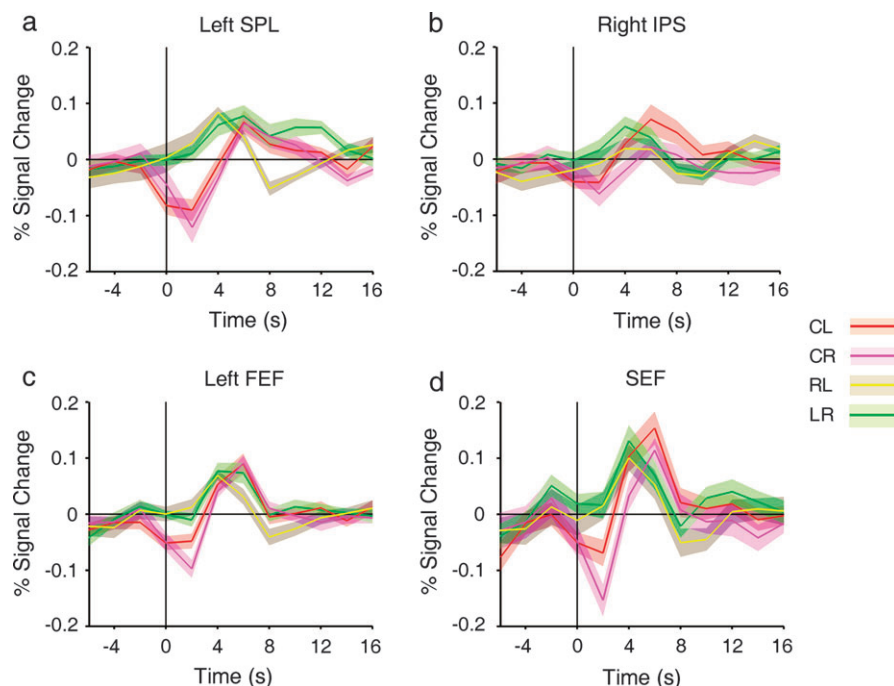 a Left SPL
0.2
0.1
0
-0.1
-0.2
% Signal Change
-4 0 4 8 12 16
Time (s)
b Right IPS
0.2
0.1
0
-0.1
-0.2
% Signal Change
-4 0 4 8 12 16
Time (s)
CL
CR
RL
LR
c Left FEF
0.2
0.1
0
-0.1
-0.2
% Signal Change
-4 0 4 8 12 16
Time (s)
d SEF
0.2
0.1
0
-0.1
-0.2
% Signal Change
-4 0 4 8 12 16
Time (s)